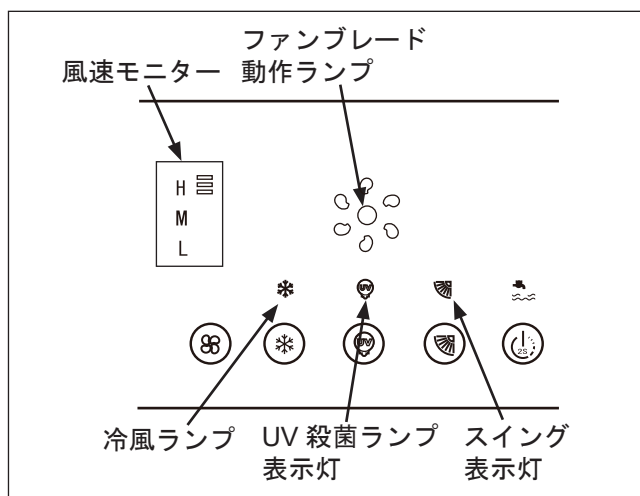 ファンブレード
動作ランプ
風速モニター
H
M
L
UV
UV
2S
冷風ランプ
UV 殺菌ランプ
表示灯
スイング
表示灯